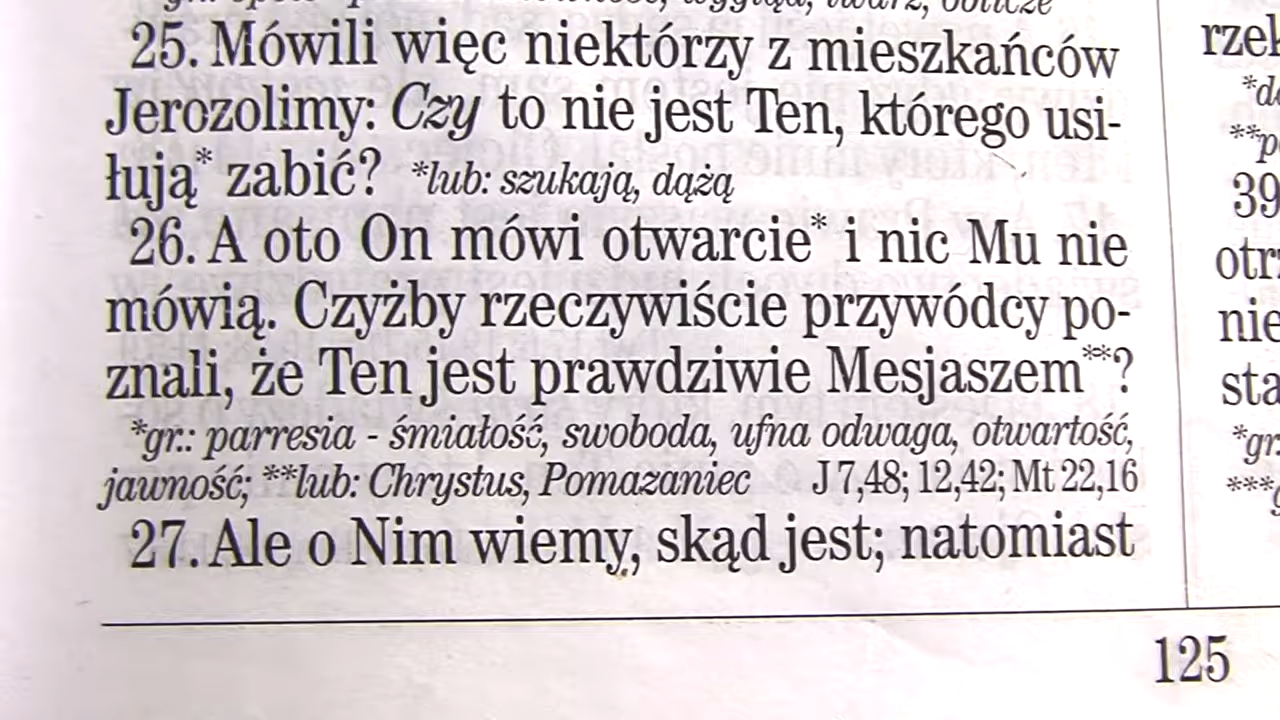 25. Mówili więc niektórzy z mieszkańców
Jerozolimy: Czy to nie jest Ten, którego usi-
łują* zabić? *lub: szukają, dążą
26. A oto On mówi otwarcie* i nic Mu nie
mówią. Czyżby rzeczywiście przywódcy po-
znali, że Ten jest prawdziwie Mesjaszem**?
*gr.: parresia - śmiałość, swoboda, ufna odwaga, otwartość,
jawność; **lub: Chrystus, Pomazaniec J 7,48; 12,42; Mt 22,16
27. Ale o Nim wiemy, skąd jest; natomiast
39
nie
*gr.
125